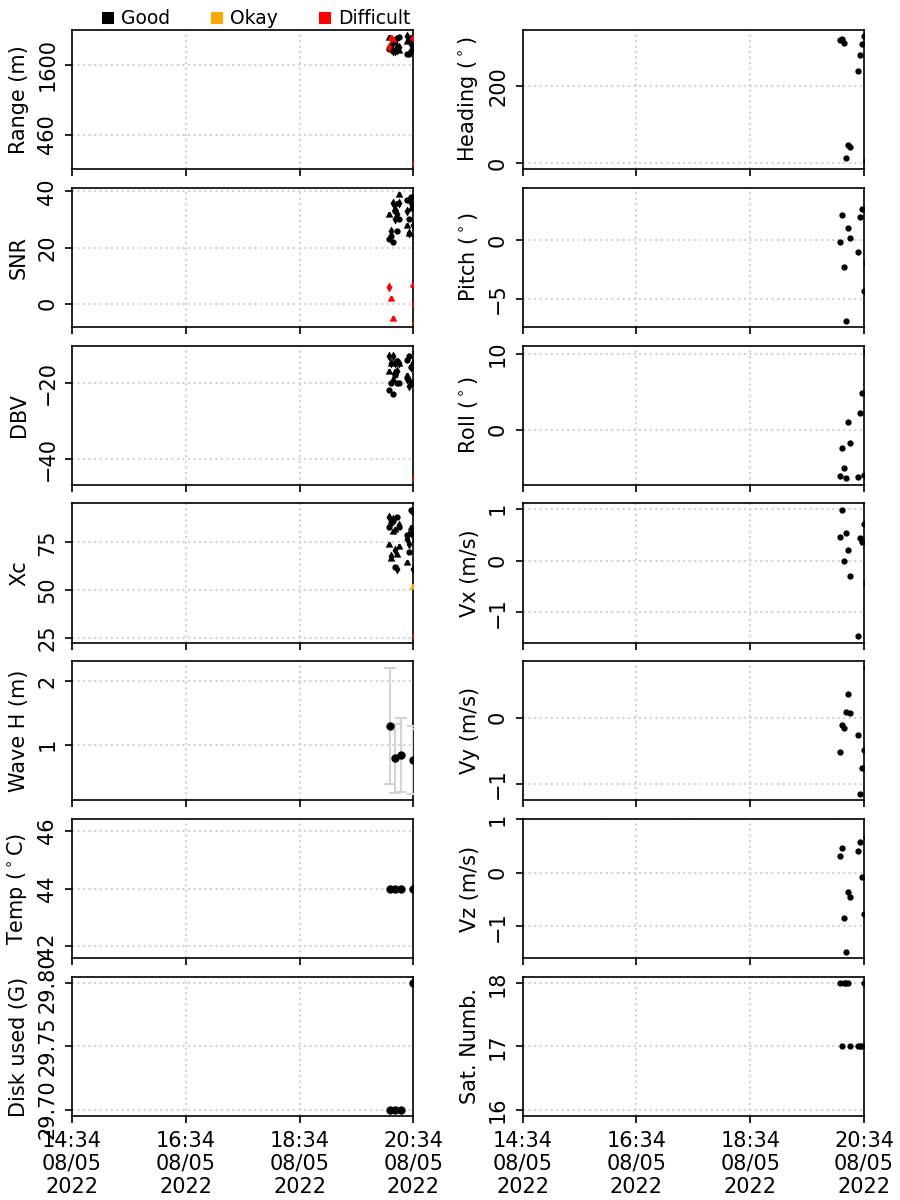 Good Okay Difficult
Range (m)
1600
460
Heading (°)
200
0
SNR
40
20
0
Pitch (°)
0
−5
DBV
−20
−40
Roll (°)
10
0
Xc
75
50
25
Vx (m/s)
1
0
−1
Wave H (m)
2
1
Vy (m/s)
0
−1
Temp (°C)
46
44
42
Vz (m/s)
1
0
−1
Disk used (G)
29.80
29.75
29.70
Sat. Numb.
18
17
16
14:34 16:34 18:34 20:34 14:34 16:34 18:34 20:34
08/05 08/05 08/05 08/05 08/05 08/05 08/05 08/05
2022 2022 2022 2022 2022 2022 2022 2022